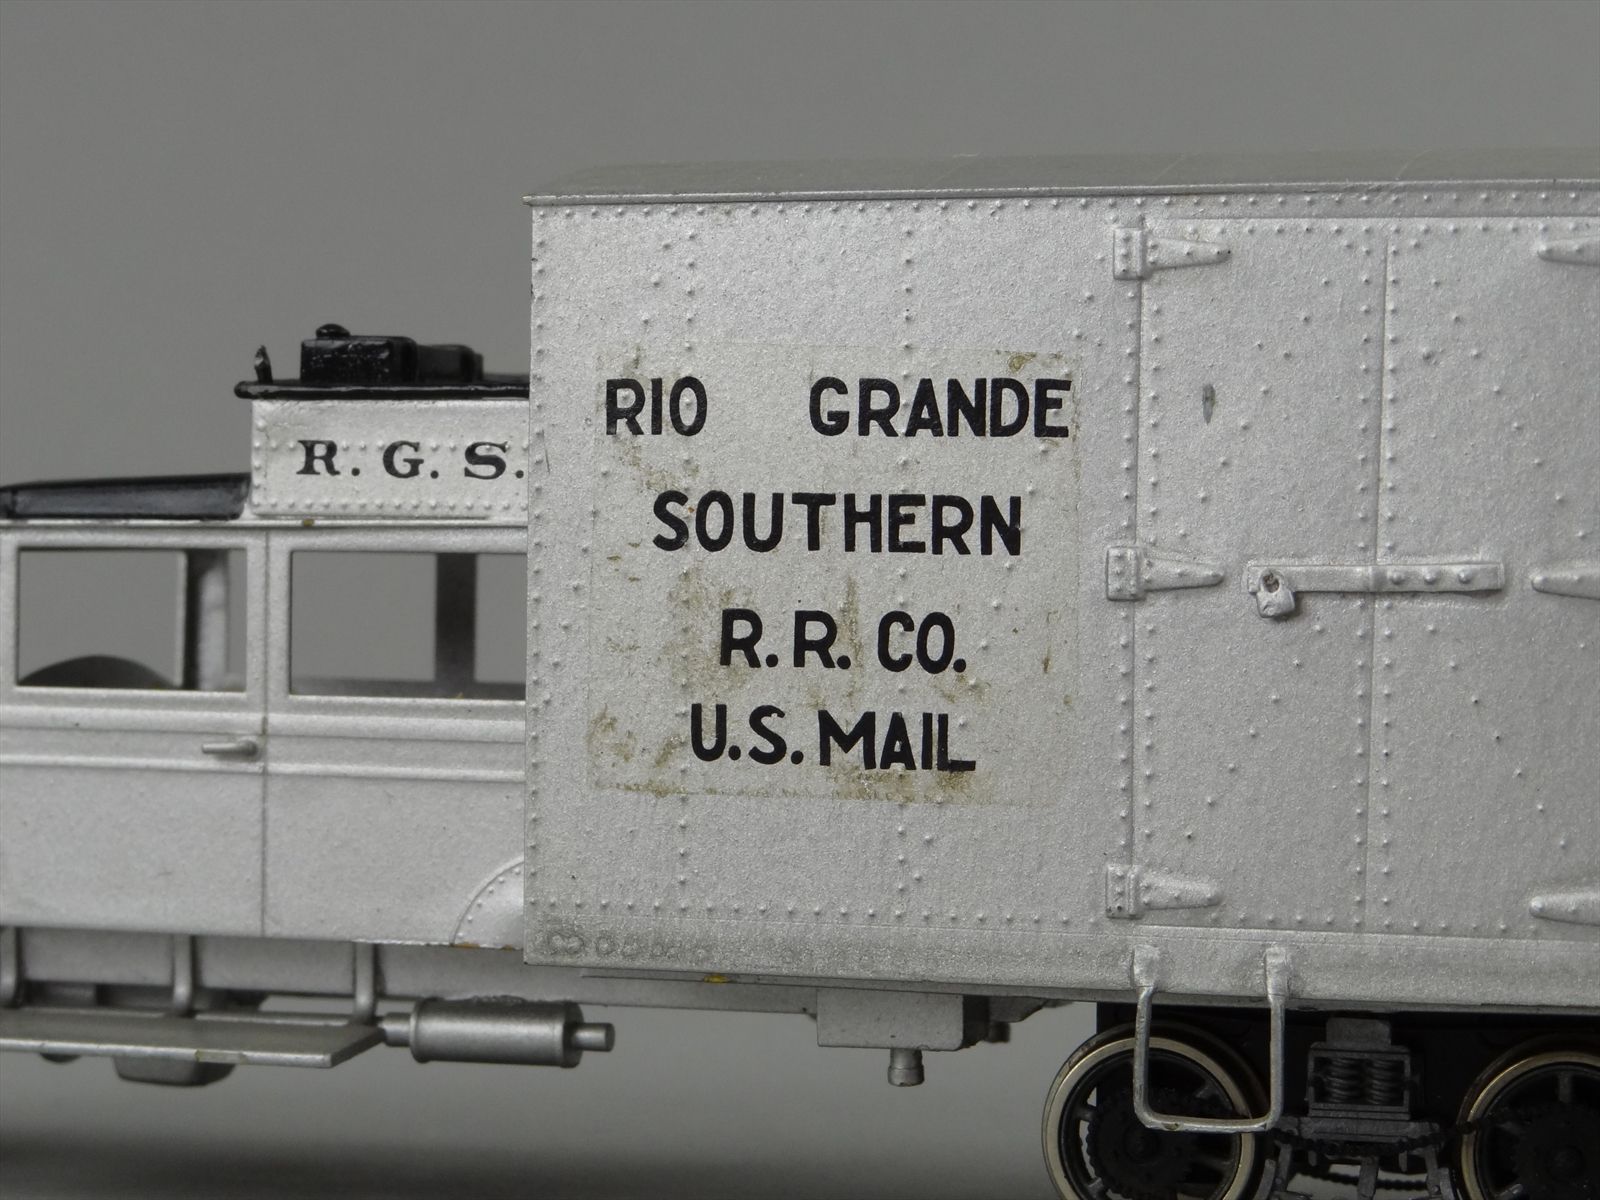 R. G. S.
RIO GRANDE
SOUTHERN
R. R. CO.
U. S. MAIL